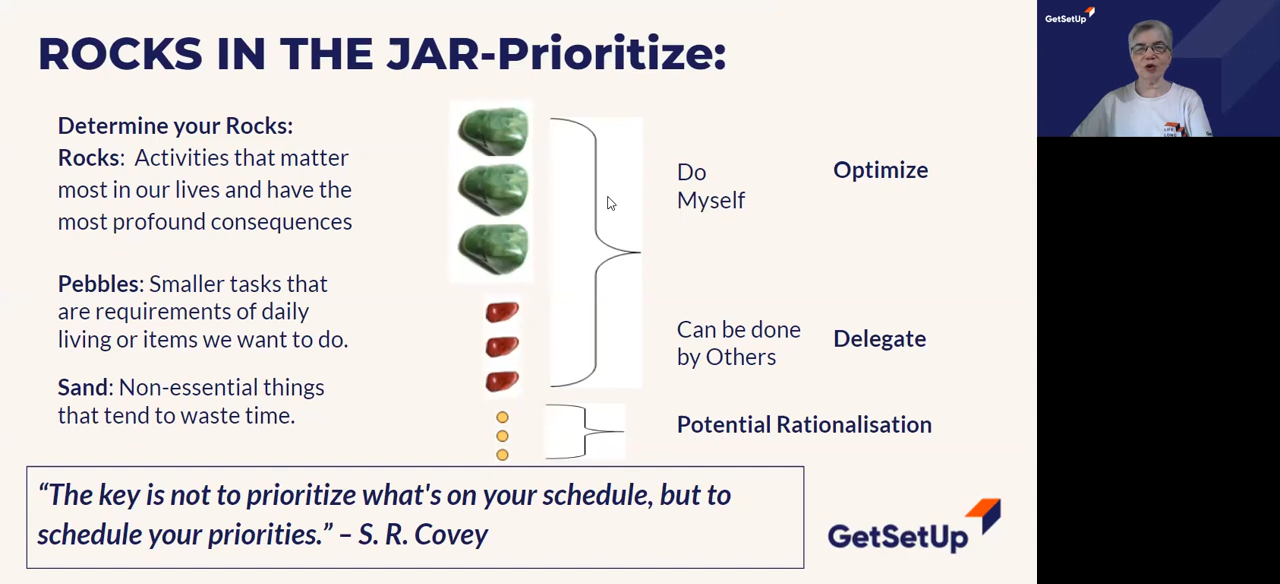 ROCKS IN THE JAR-Prioritize:
Determine your Rocks:
Rocks: Activities that matter
most in our lives and have the
most profound consequences
Pebbles: Smaller tasks that
are requirements of daily
living or items we want to do.
Sand: Non-essential things
that tend to waste time.
Do
Myself
Optimize
Can be done
by Others
Delegate
Potential Rationalisation
“The key is not to prioritize what's on your schedule, but to
schedule your priorities.” – S. R. Covey
GetSetUp
GetSetUp
LIFE
LONG